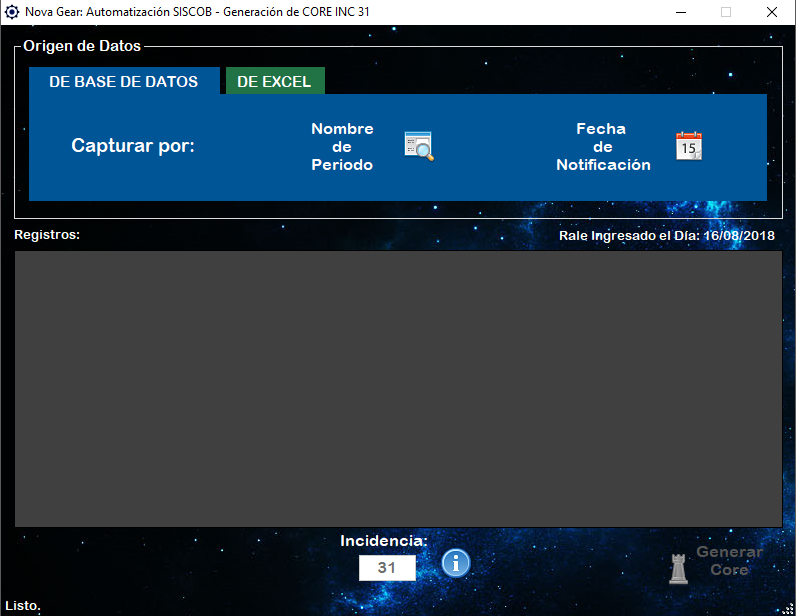 Nova Gear: Automatización SISCOB - Generación de CORE INC 31
Origen de Datos
DE BASE DE DATOS
DE EXCEL
Capturar por:
Nombre
de
Periodo
Fecha
de
Notificación
15
Registros:
Rale Ingresado el Día: 16/08/2018
Incidencia:
31
Generar
Core
Listo.